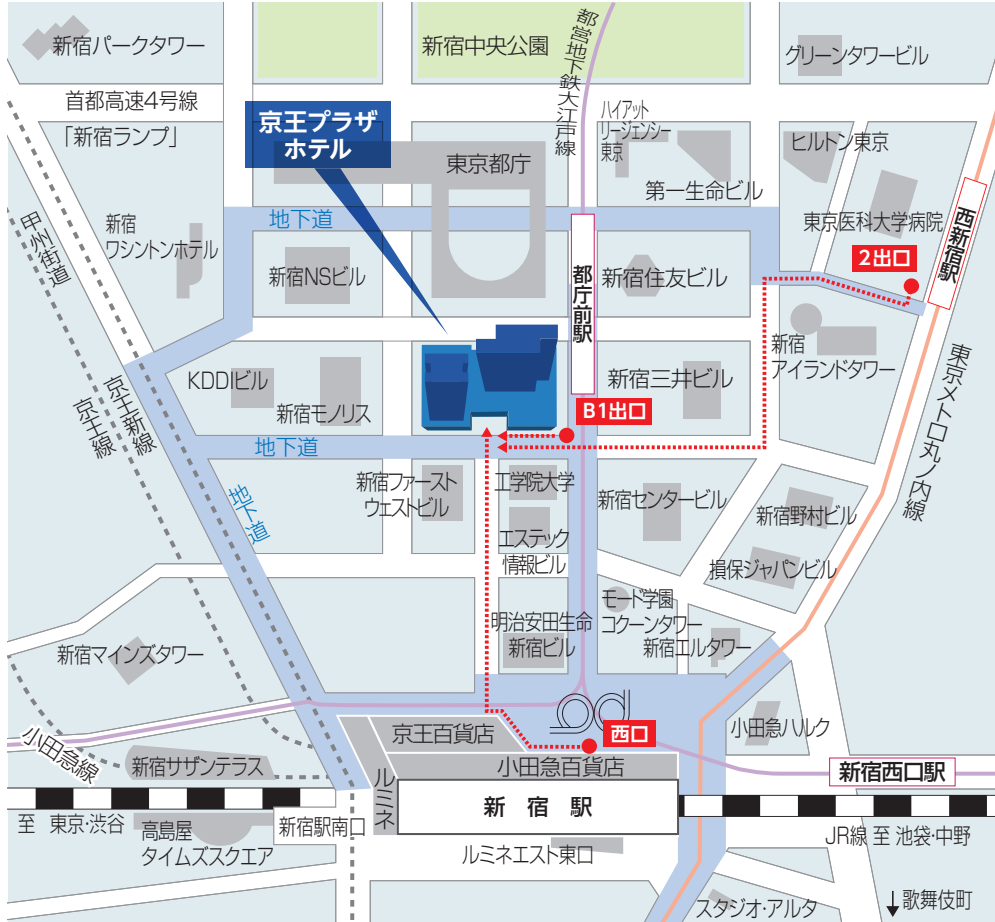 新宿パークタワー
新宿中央公園
都営地下鉄大江戸線
グリーンタワービル
首都高速4号線
「新宿ランプ」
京王プラザ
ホテル
ハイアット
リージェンシー
東京
ヒルトン東京
東京都庁
第一生命ビル
甲州街道
新宿
ワシントンホテル
地下道
東京医科大学病院
西新宿駅
2出口
新宿NSビル
都庁前駅
新宿住友ビル
新宿
アイランドタワー
東京メトロ丸ノ内線
京王新線
京王線
KDDIビル
新宿モノリス
新宿三井ビル
B1出口
地下道
地下道
新宿ファースト
ウェストビル
工学院大学
新宿センタービル
新宿野村ビル
エステック
情報ビル
損保ジャパンビル
モード学園
コクーンタワー
明治安田生命
新宿ビル
新宿エルタワー
新宿マインズタワー
小田急ハルク
西口
京王百貨店
小田急線
新宿サザンテラス
ルミネ
小田急百貨店
新宿西口駅
新宿駅
至 東京・渋谷
高島屋
タイムズスクエア
新宿駅南口
ルミネエスト東口
JR線 至 池袋・中野
スタジオ・アルタ
↓歌舞伎町